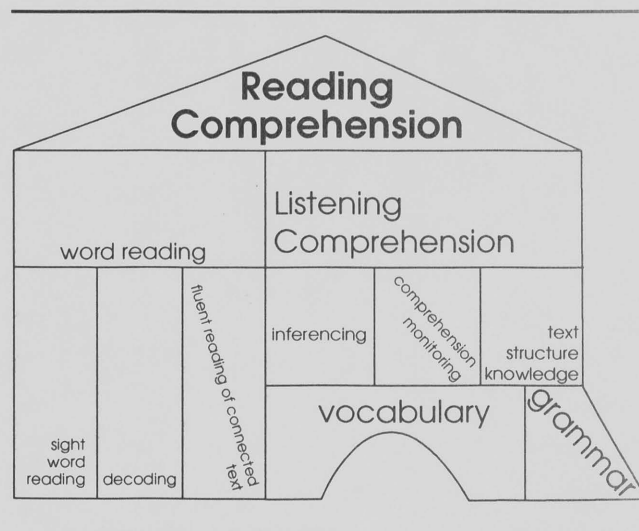 Reading
Comprehension
word reading
Listening
Comprehension
sight
word
reading
decoding
fluent reading of connected
text
inferencing
comprehension
monitoring
text
structure
knowledge
vocabulary
grammar